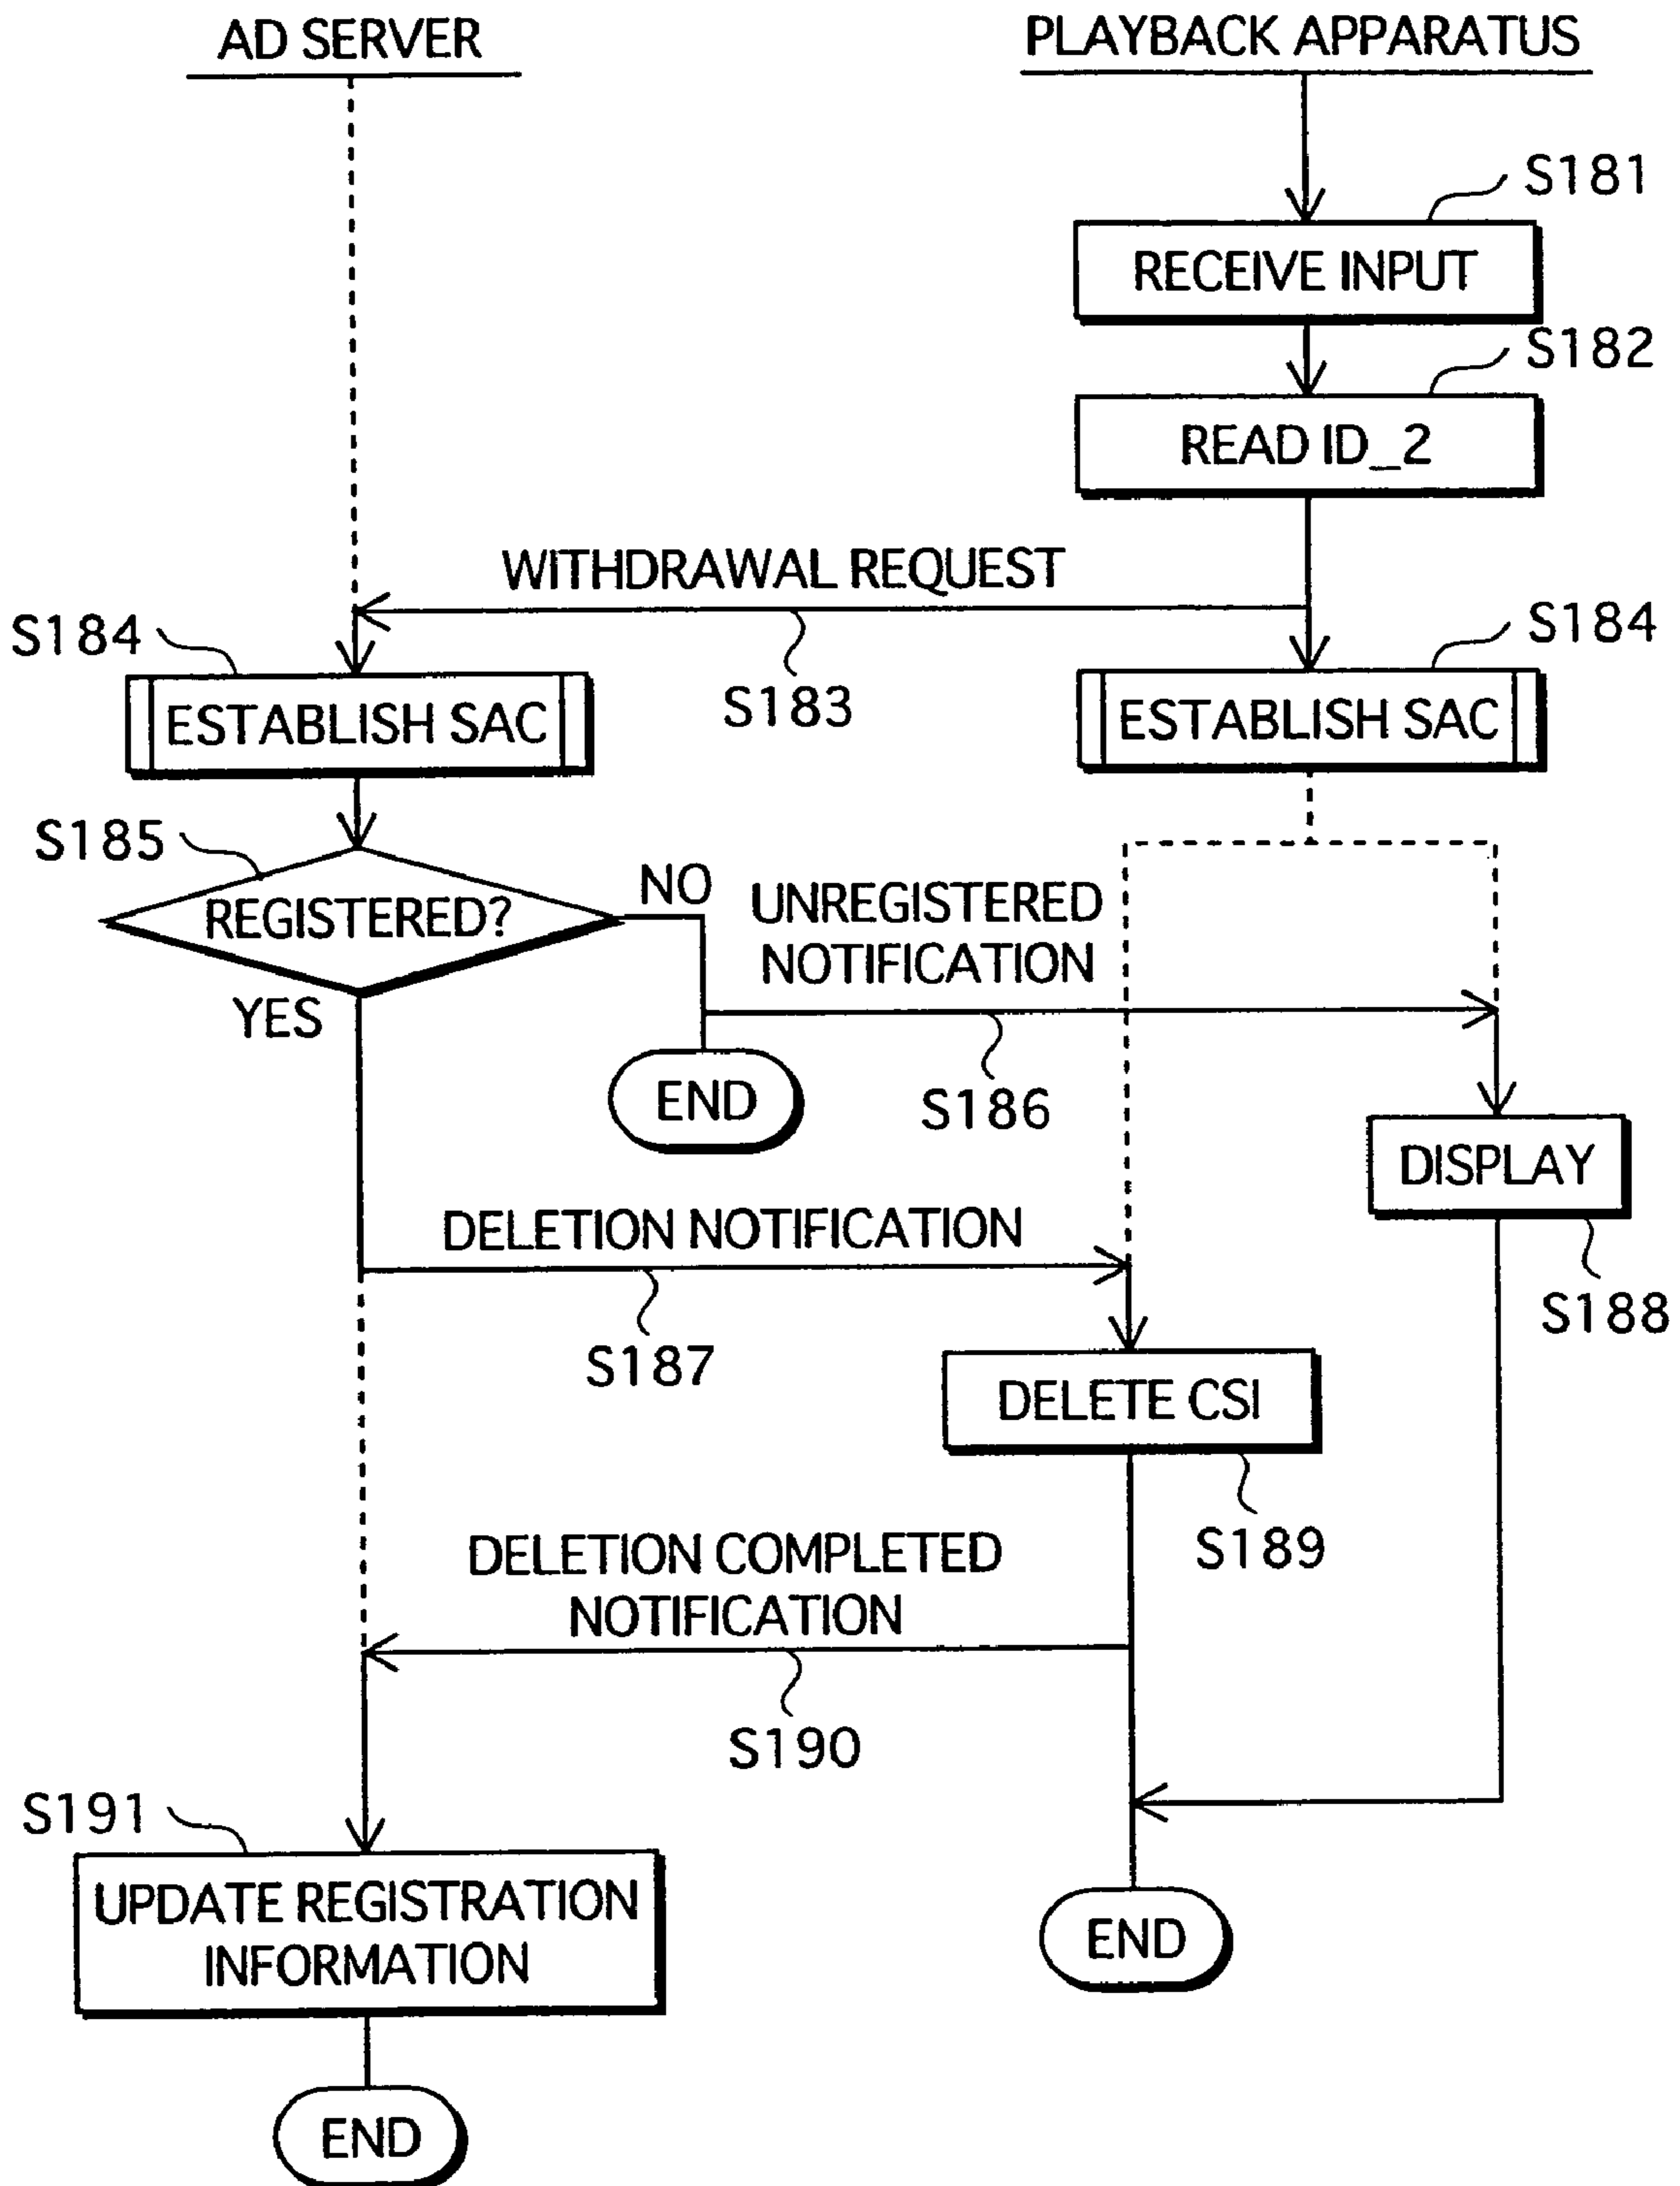 AD SERVER
PLAYBACK APPARATUS
S181
RECEIVE INPUT
S182
READ ID_2
WITHDRAWAL REQUEST
S183
S184
ESTABLISH SAC
S184
ESTABLISH SAC
S185
REGISTERED?
NO
YES
UNREGISTERED
NOTIFICATION
S186
END
DISPLAY
S188
DELETION NOTIFICATION
S187
DELETE CSI
S189
DELETION COMPLETED
NOTIFICATION
S190
S191
UPDATE REGISTRATION
INFORMATION
END
END